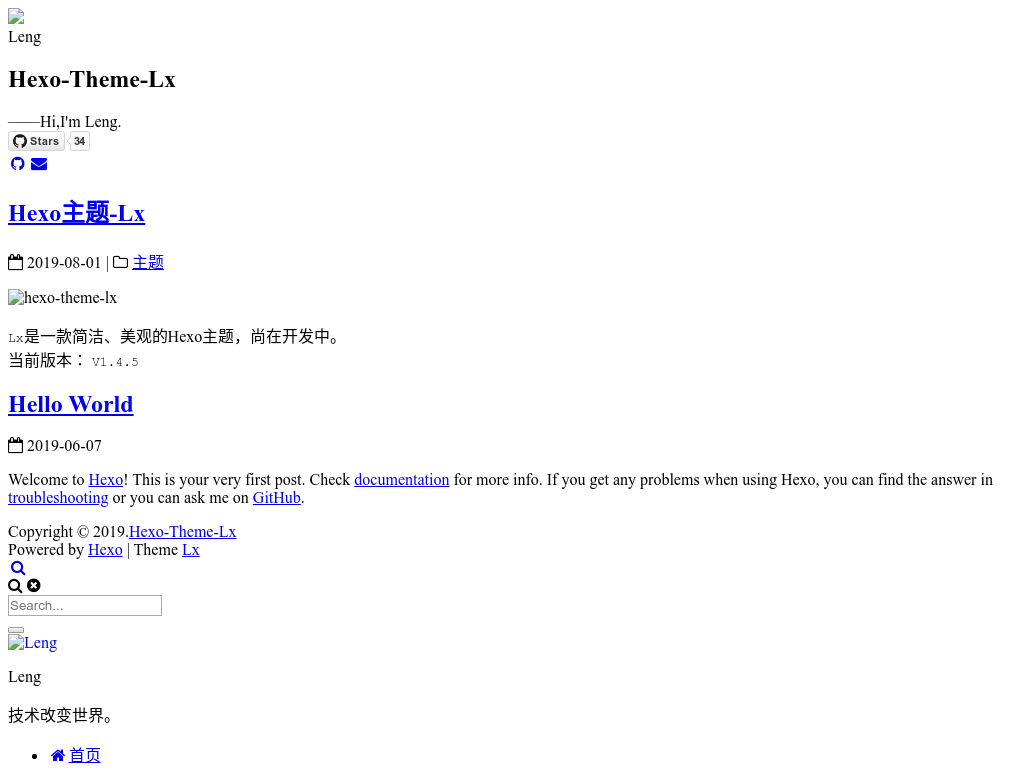 Leng
Hexo-Theme-Lx
——Hi,I'm Leng.
Stars 34
Hexo主题-Lx
2019-08-01 | 主题
hexo-theme-lx
Lx是一款简洁、美观的Hexo主题，尚在开发中。
当前版本： V1.4.5
Hello World
2019-06-07
Welcome to Hexo! This is your very first post. Check documentation for more info. If you get any problems when using Hexo, you can find the answer in
troubleshooting or you can ask me on GitHub.
Copyright © 2019.Hexo-Theme-Lx
Powered by Hexo | Theme Lx
Search...
Leng
Leng
技术改变世界。
首页